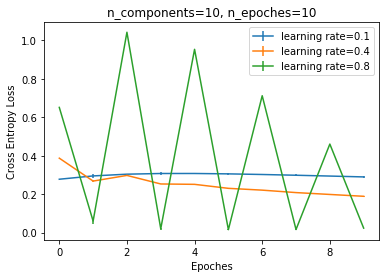 n_components=10, n_epoches=10
learning rate=0.1
learning rate=0.4
learning rate=0.8
Cross Entropy Loss
1.0
0.8
0.6
0.4
0.2
0.0
0 2 4 6 8
Epoches